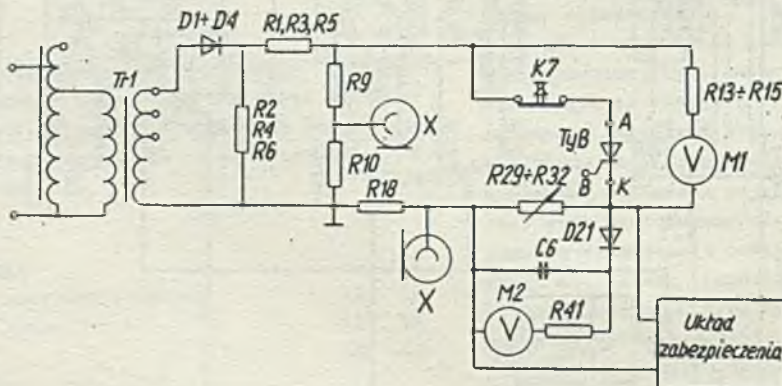 D1÷D4
R1, R3, R5
Tr1
R2
R4
R6
R9
X
R10
R18
X
K7
A
TyB
B
K
R29÷R32
R13÷R15
V
M1
D21
C6
M2
V
R41
Układ
zabezpieczenia